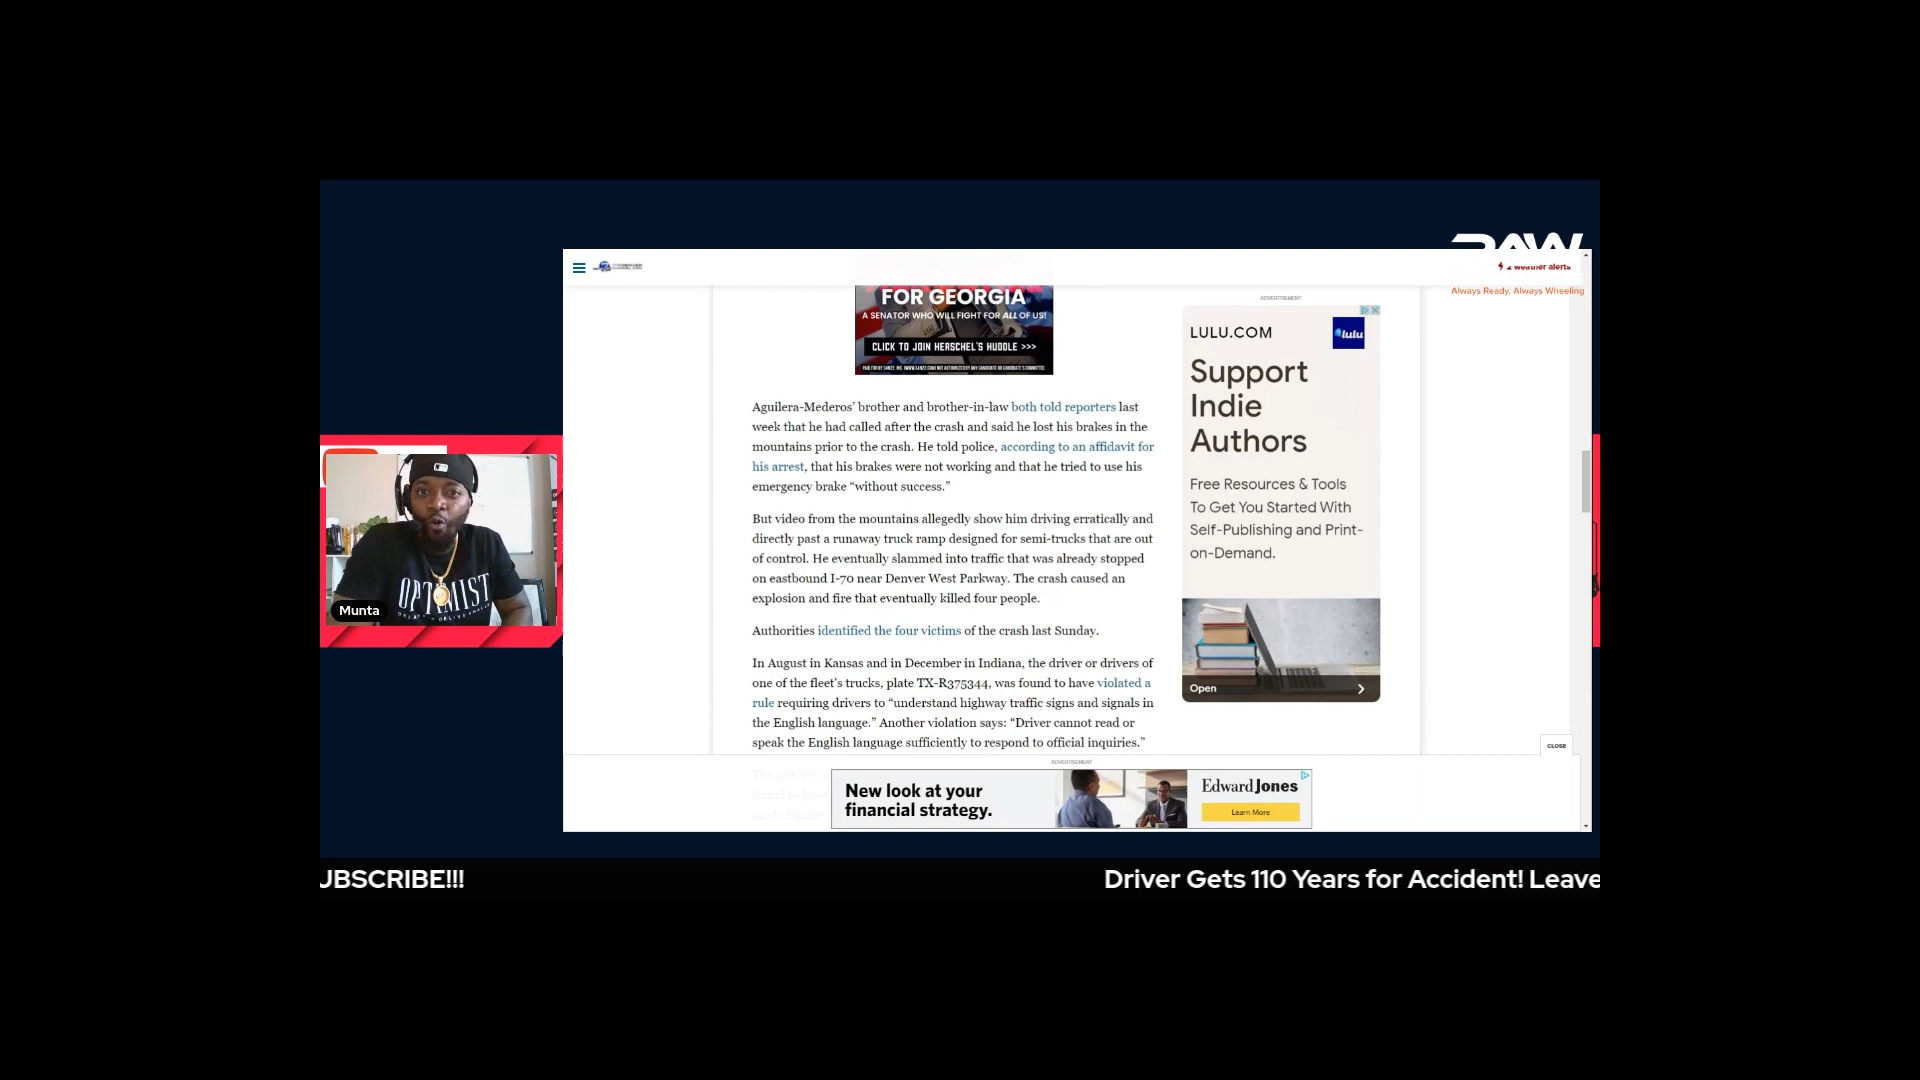 RAW
2 weather alerts
Always Ready, Always Wheeling
FOR GEORGIA
A SENATOR WHO WILL FIGHT FOR ALL OF US!
CLICK TO JOIN HERSCHEL'S HUDDLE >>>
ADVERTISEMENT
LULU.COM
lulu
Support
Indie
Authors
Free Resources & Tools
To Get You Started With
Self-Publishing and Print-
on-Demand.
Open
Aguilera-Mederos’ brother and brother-in-law both told reporters last
week that he had called after the crash and said he lost his brakes in the
mountains prior to the crash. He told police, according to an affidavit for
his arrest, that his brakes were not working and that he tried to use his
emergency brake “without success.”
But video from the mountains allegedly show him driving erratically and
directly past a runaway truck ramp designed for semi-trucks that are out
of control. He eventually slammed into traffic that was already stopped
on eastbound I-70 near Denver West Parkway. The crash caused an
explosion and fire that eventually killed four people.
Authorities identified the four victims of the crash last Sunday.
In August in Kansas and in December in Indiana, the driver or drivers of
one of the fleet's trucks, plate TX-R375344, was found to have violated a
rule requiring drivers to “understand highway traffic signs and signals in
the English language.” Another violation says: “Driver cannot read or
speak the English language sufficiently to respond to official inquiries.”
OPTIMIST
Munta
CLOSE
ADVERTISEMENT
New look at your
financial strategy.
Edward Jones
Learn More
UBSCRIBE!!!
Driver Gets 110 Years for Accident! Leave